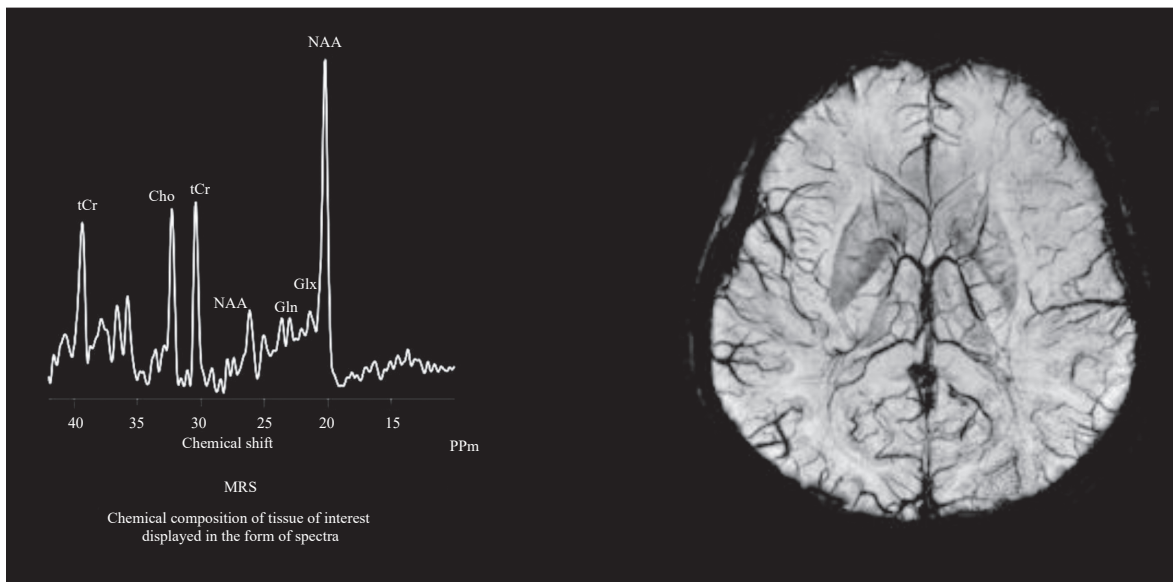 NAA
tCr
Cho
tCr
NAA
Gln
Glx
40 35 30 25 20 15
Chemical shift
PPm
MRS
Chemical composition of tissue of interest
displayed in the form of spectra